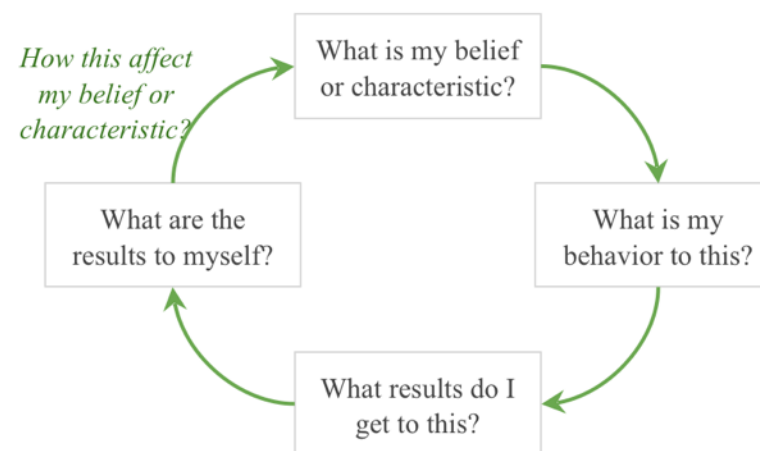 How this affect
my belief or
characteristic?
What is my belief
or characteristic?
What is my
behavior to this?
What results do I
get to this?
What are the
results to myself?